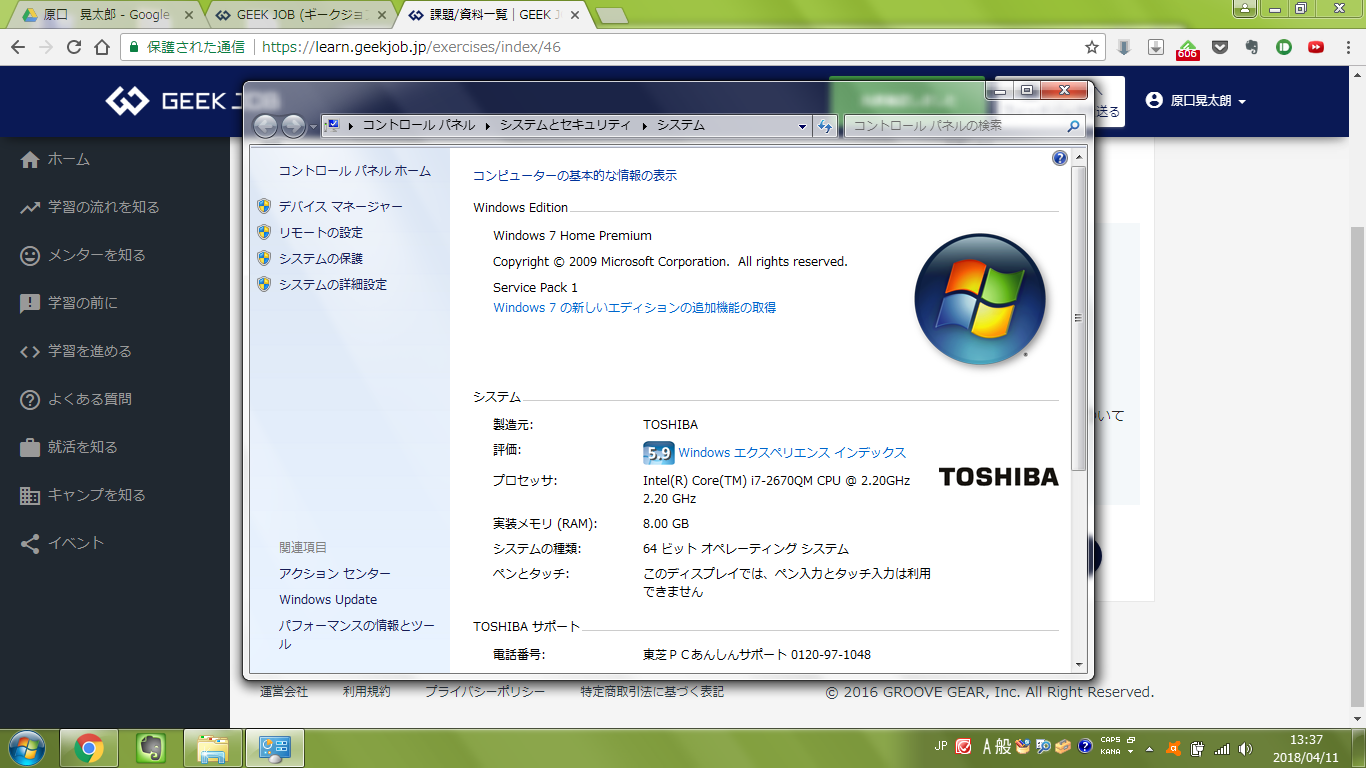 原口　晃太郎 - Google
GEEK JOB (ギークジョ
課題/資料一覧 | GEEK J
保護された通信
https://learn.geekjob.jp/exercises/index/46
606
GEEK JOB
送る
原口晃太郎
コントロール パネル
システムとセキュリティ
システム
コントロール パネルの検索
ホーム
学習の流れを知る
メンターを知る
学習の前に
学習を進める
よくある質問
就活を知る
キャンプを知る
イベント
コントロール パネル ホーム
デバイス マネージャー
リモートの設定
システムの保護
システムの詳細設定
関連項目
アクション センター
Windows Update
パフォーマンスの情報とツー
ル
コンピューターの基本的な情報の表示
Windows Edition
Windows 7 Home Premium
Copyright © 2009 Microsoft Corporation. All rights reserved.
Service Pack 1
Windows 7 の新しいエディションの追加機能の取得
システム
製造元: TOSHIBA
評価: 5.9 Windows エクスペリエンス インデックス
プロセッサ: Intel(R) Core(TM) i7-2670QM CPU @ 2.20GHz
2.20 GHz
実装メモリ (RAM): 8.00 GB
システムの種類: 64 ビット オペレーティング システム
ペンとタッチ: このディスプレイでは、ペン入力とタッチ入力は利用
できません
TOSHIBA
TOSHIBA サポート
電話番号: 東芝ＰＣあんしんサポート 0120-97-1048
いて
運営会社
利用規約
プライバシーポリシー
特定商取引法に基づく表記
© 2016 GROOVE GEAR, Inc. All Right Reserved.
JP
A 般
CAPS
KANA
13:37
2018/04/11